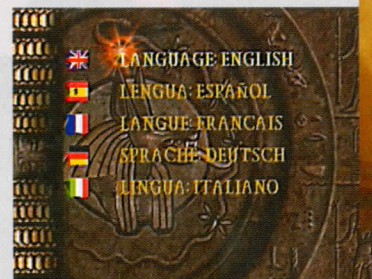 LANGUAGE: ENGLISH
LENGUA: ESPAÑOL
LANGUE: FRANCAIS
SPRACHE: DEUTSCH
LINGUA: ITALIANO